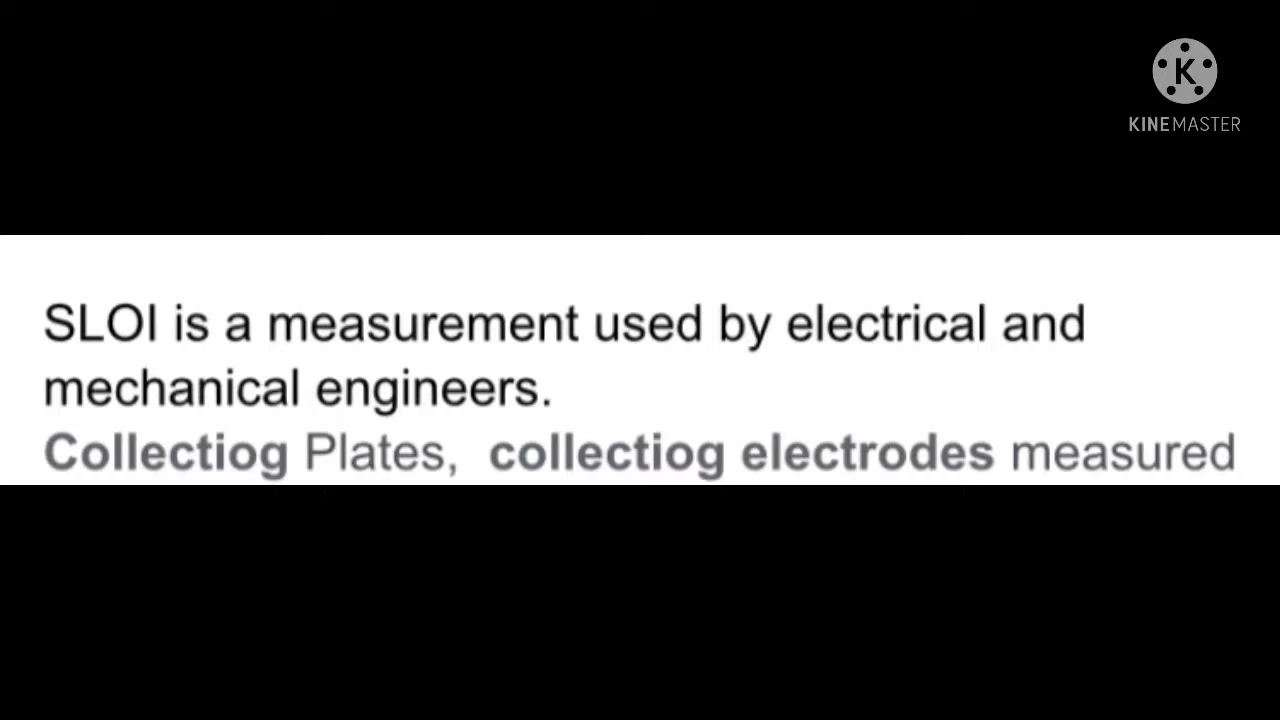 K
KINEMASTER
SLOI is a measurement used by electrical and
mechanical engineers.
Collectiog Plates, collectiog electrodes measured